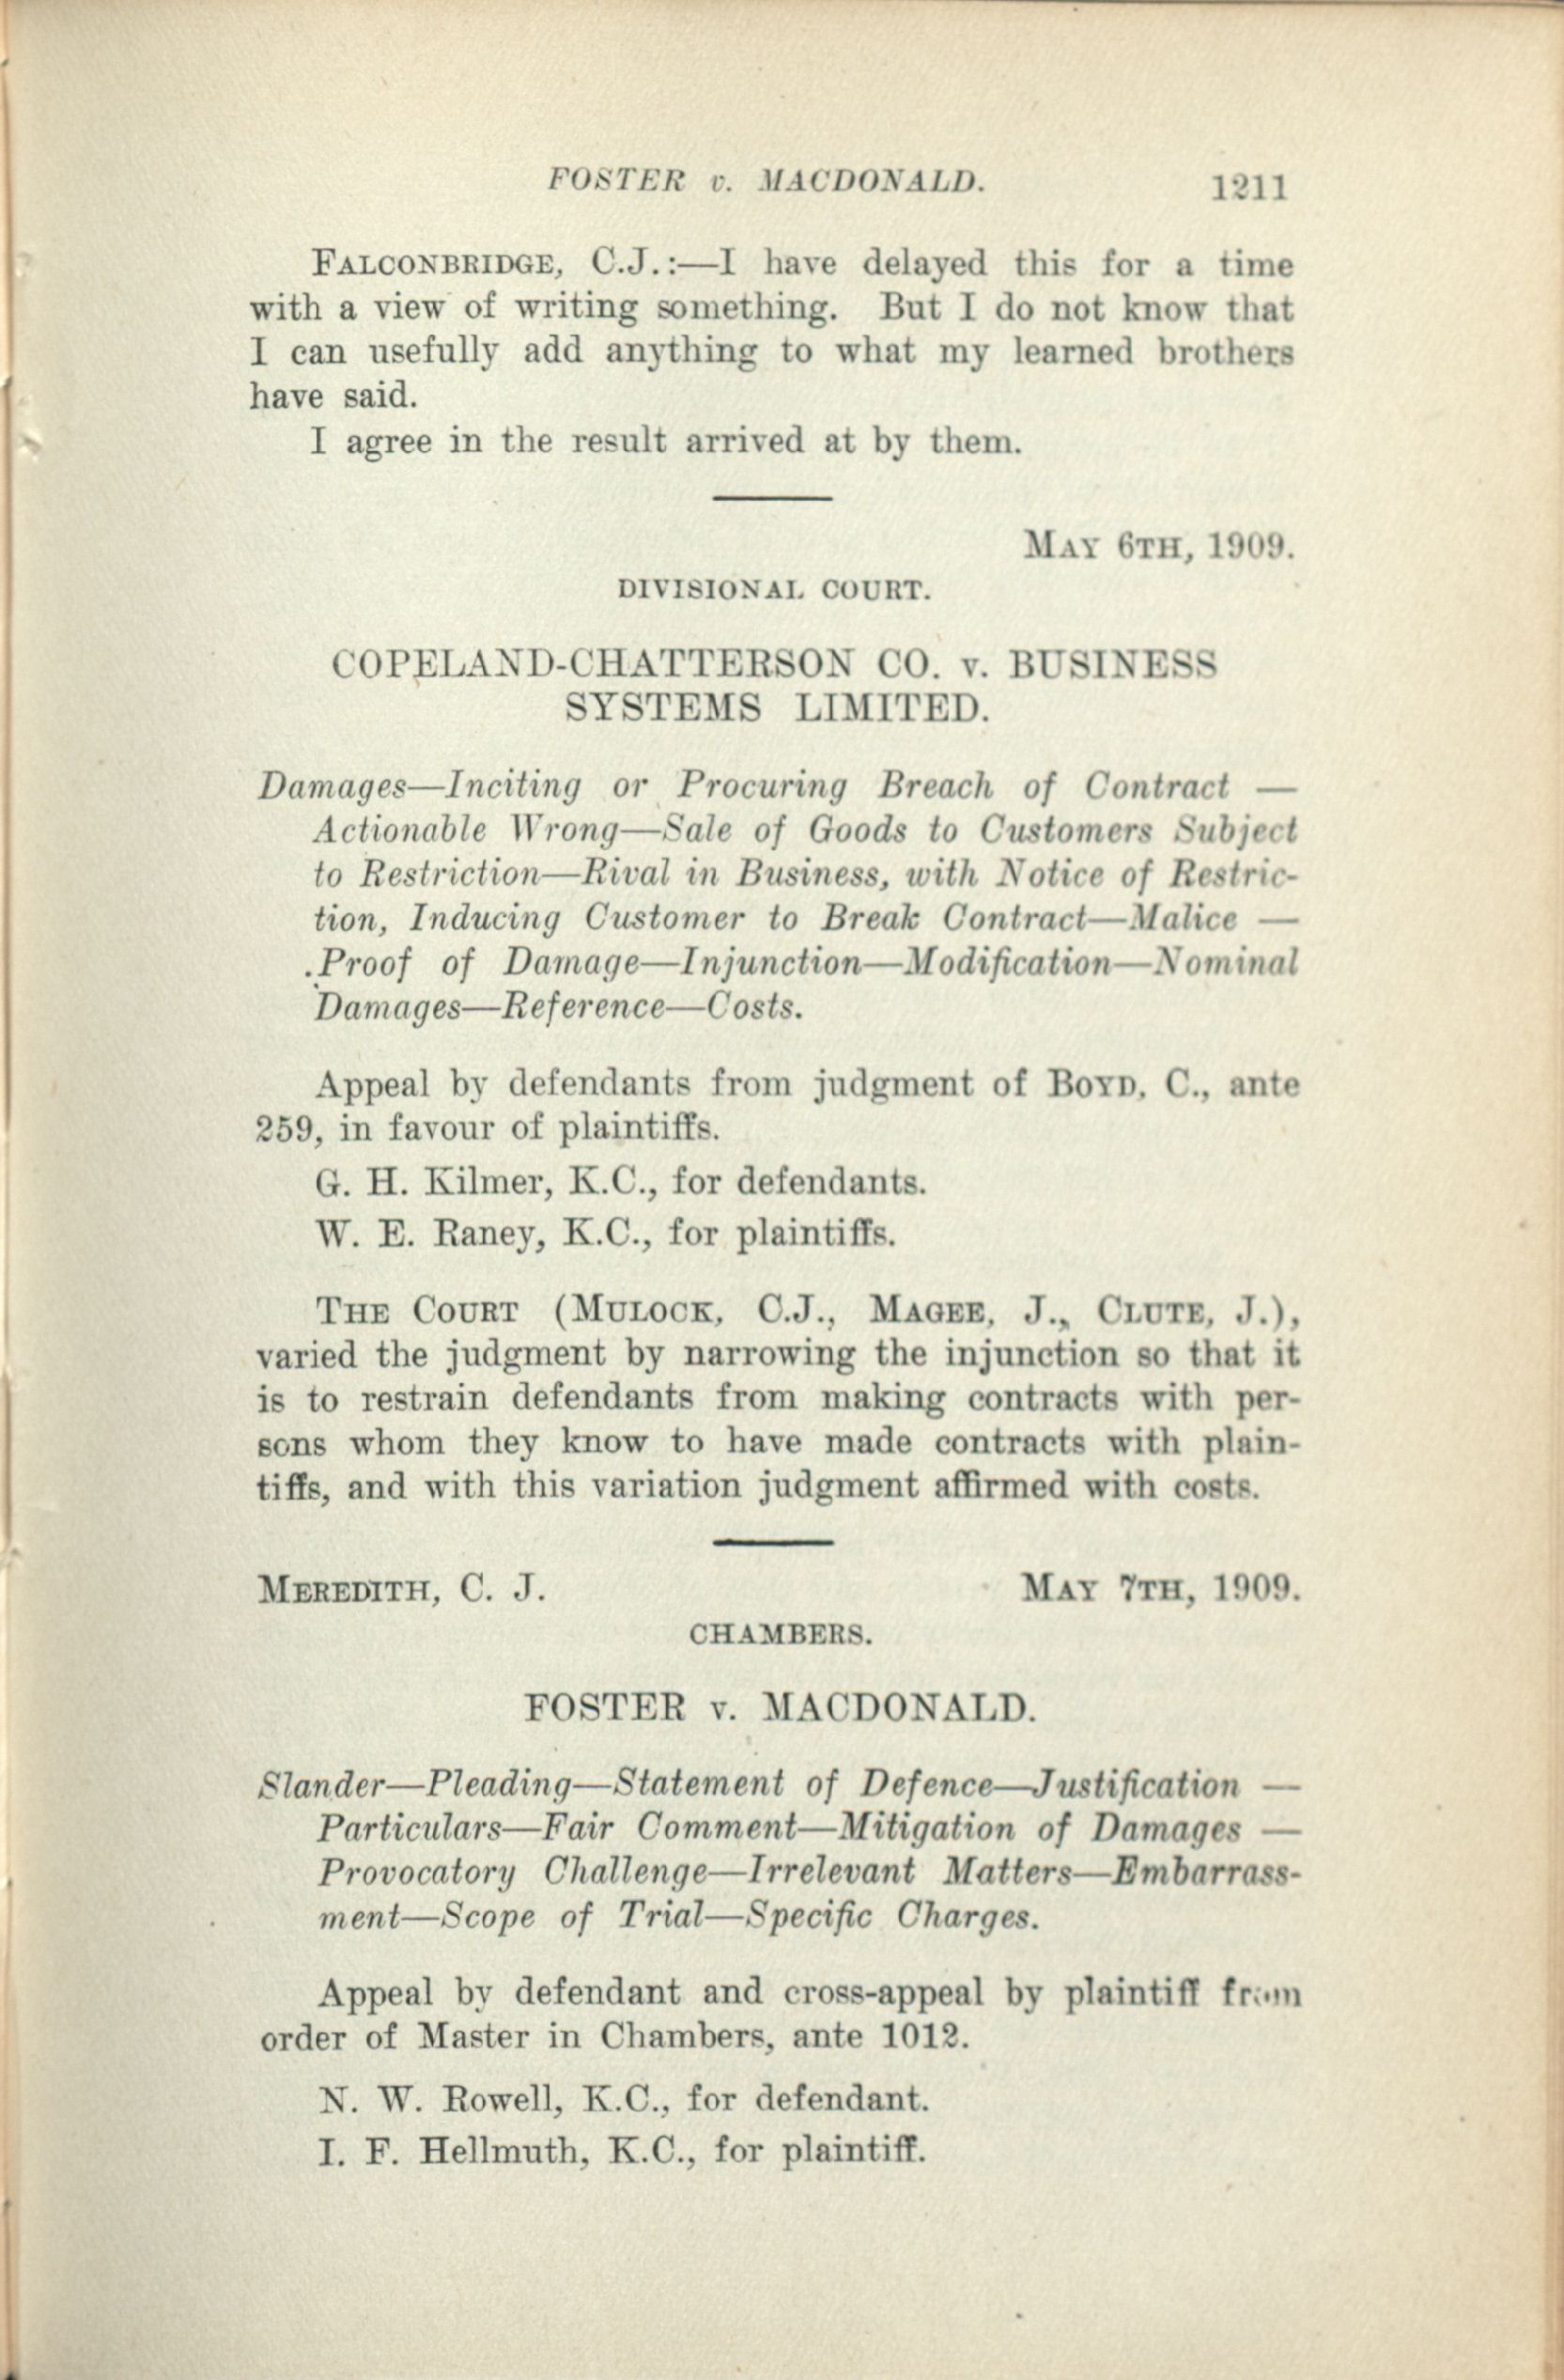 FOSTER v. MACDONALD. 1211
FALCONBRIDGE, C.J.:—I have delayed this for a time
with a view of writing something. But I do not know that
I can usefully add anything to what my learned brothers
have said.
I agree in the result arrived at by them.
MAY 6TH, 1909.
DIVISIONAL COURT.
COPELAND-CHATTERSON CO. v. BUSINESS
SYSTEMS LIMITED.
Damages—Inciting or Procuring Breach of Contract —
Actionable Wrong—Sale of Goods to Customers Subject
to Restriction—Rival in Business, with Notice of Restric-
tion, Inducing Customer to Break Contract—Malice —
Proof of Damage—Injunction—Modification—Nominal
Damages—Reference—Costs.
Appeal by defendants from judgment of BOYD, C., ante
259, in favour of plaintiffs.
G. H. Kilmer, K.C., for defendants.
W. E. Raney, K.C., for plaintiffs.
THE COURT (MULOCK, C.J., MAGEE, J., CLUTE, J.),
varied the judgment by narrowing the injunction so that it
is to restrain defendants from making contracts with per-
sons whom they know to have made contracts with plain-
tiffs, and with this variation judgment affirmed with costs.
MEREDITH, C. J. MAY 7TH, 1909.
CHAMBERS.
FOSTER v. MACDONALD.
Slander—Pleading—Statement of Defence—Justification —
Particulars—Fair Comment—Mitigation of Damages —
Provocatory Challenge—Irrelevant Matters—Embarrass-
ment—Scope of Trial—Specific Charges.
Appeal by defendant and cross-appeal by plaintiff from
order of Master in Chambers, ante 1012.
N. W. Rowell, K.C., for defendant.
I. F. Hellmuth, K.C., for plaintiff.